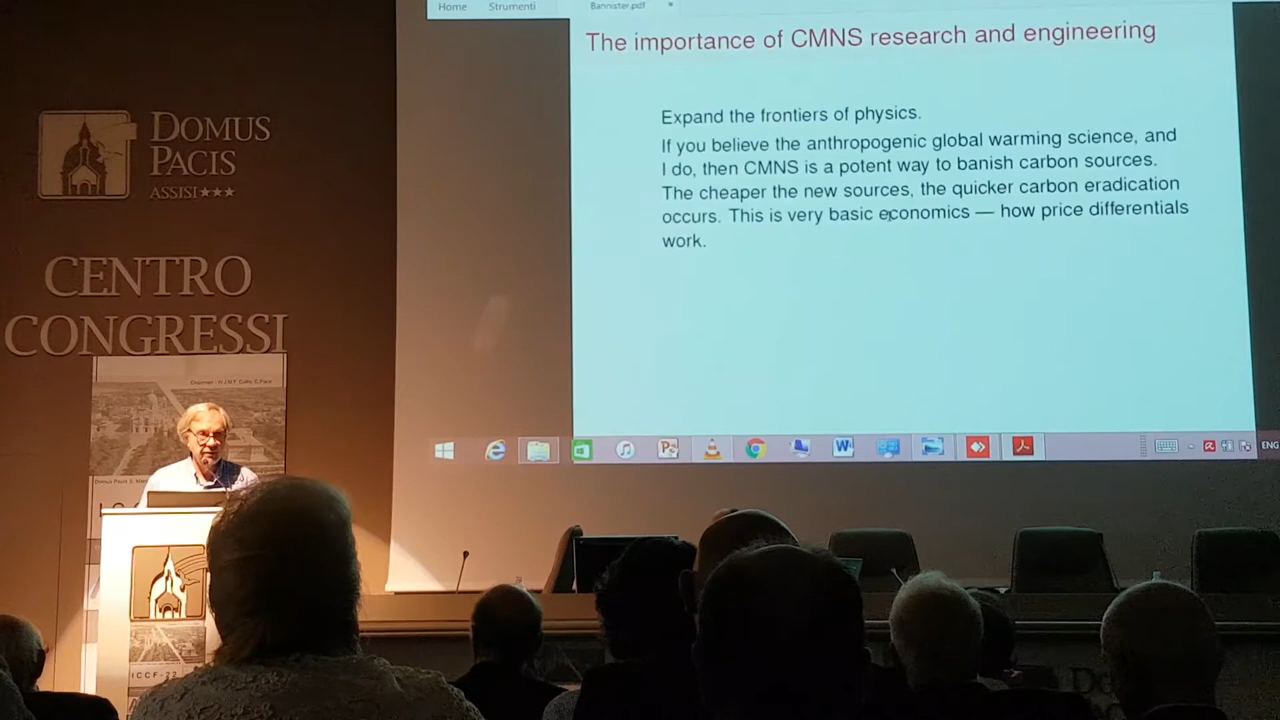 Home Strumenti Bannister.pdf
The importance of CMNS research and engineering
Expand the frontiers of physics.
If you believe the anthropogenic global warming science, and
I do, then CMNS is a potent way to banish carbon sources.
The cheaper the new sources, the quicker carbon eradication
occurs. This is very basic economics — how price differentials
work.
ENG
DOMUS
PACIS
ASSISI★★★
CENTRO
CONGRESSI
ICCF-22